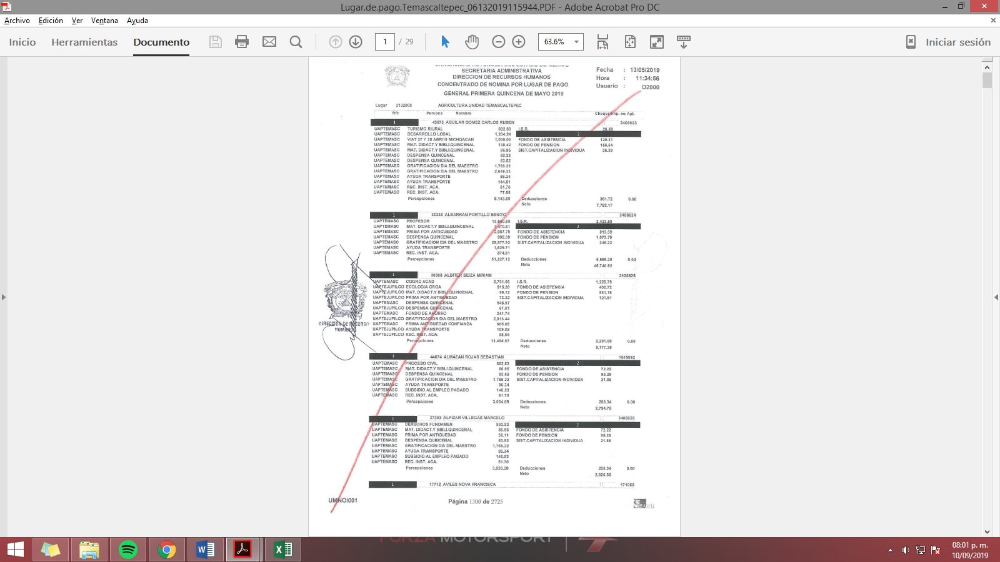 Lugar.de.pago.Temascaltepec_06132019115944.PDF - Adobe Acrobat Pro DC
Archivo Edición Ver Ventana Ayuda
Inicio Herramientas Documento 1 / 29 63.6% Iniciar sesión
UNIVERSIDAD AUTONOMA DEL ESTADO DE MEXICO
SECRETARIA ADMINISTRATIVA
DIRECCION DE RECURSOS HUMANOS
CONCENTRADO DE NOMINA POR LUGAR DE PAGO
GENERAL PRIMERA QUINCENA DE MAYO 2019
Fecha : 13/05/2019
Hora : 11:34:56
Usuario : D2000
Lugar 2132000 AGRICULTURA UNIDAD TEMASCALTEPEC
Rfc Persona Nombre Cheque/Imp. no Apl.
1 43675 AGUILAR GOMEZ CARLOS RUBEN 3408623
UAPTEMASC TURISMO RIURAL 802.83 I.S.R. 26.58
UAPTEMASC DESARROLLO LOCAL 1,204.24 2
UAPTEMASC VIAT 27 Y 28 ABR/19 MICHOACAN 1,000.00 FONDO DE ASISTENCIA 120.21
UAPTEMASC MAT. DIDACT.Y BIBLI.QUINCENAL 130.42 FONDO DE PENSION 158.54
UAPTEMASC MAT. DIDACT.Y BIBLI.QUINCENAL 86.95 SIST.CAPITALIZACION INDIVIDUA 36.39
UAPTEMASC DESPENSA QUINCENAL 80.28
UAPTEMASC DESPENSA QUINCENAL 53.52
UAPTEMASC GRATIFICACION DIA DEL MAESTRO 1,766.22
UAPTEMASC GRATIFICACION DIA DEL MAESTRO 2,649.33
UAPTEMASC AYUDA TRANSPORTE 96.34
UAPTEMASC AYUDA TRANSPORTE 144.51
UAPTEMASC REC. INST. ACA. 51.70
UAPTEMASC REC. INST. ACA. 77.55
Percepciones 8,143.89 Deducciones 361.72 0.00
Neto 7,782.17
1 23248 ALBARRAN PORTILLO BENITO 3408624
UAPTEMASC PROFESOR I.S.R. 3,433.80
UAPTEMASC MAT. DIDACT.Y BIBLI.QUINCENAL 1,470.81 2
UAPTEMASC PRIMA POR ANTIGUEDAD 2,987.79 FONDO DE ASISTENCIA 813.39
UAPTEMASC DESPENSA QUINCENAL 905.39 FONDO DE PENSION 1,072.79
UAPTEMASC GRATIFICACION DIA DEL MAESTRO 29,877.93 SIST.CAPITALIZACION INDIVIDUA 246.22
UAPTEMASC AYUDA TRANSPORTE 1,629.71
UAPTEMASC REC. INST. ACA. 874.61
Percepciones 51,327.12 Deducciones 5,586.20 0.00
Neto 45,740.92
1 30808 ALBITER BEIZA MIRIAM 3408625
UAPTEMASC COORD ACAD 6,731.66 I.S.R. 1,225.79
UAPTEJUPILCO ECOLOGIA ORGA 915.20 FONDO DE ASISTENCIA 402.72
UAPTEJUPILCO MAT. DIDACT.Y BIBLI.QUINCENAL 99.12 FONDO DE PENSION 531.16
UAPTEJUPILCO PRIMA POR ANTIGUEDAD 73.22 SIST.CAPITALIZACION INDIVIDUA 121.91
UAPTEMASC DESPENSA QUINCENAL 548.97
UAPTEJUPILCO DESPENSA QUINCENAL 61.01
UAPTEMASC FONDO DE AHORRO 241.74
UAPTEJUPILCO GRATIFICACION DIA DEL MAESTRO 2,013.44
UAPTEMASC PRIMA ANTIGUEDAD CONFIANZA 605.85
UAPTEJUPILCO AYUDA TRANSPORTE 109.82
UAPTEJUPILCO REC. INST. ACA. 58.94
Percepciones 11,458.97 Deducciones 2,281.58 0.00
Neto 9,177.39
DIRECCION DE RECURSO
HUMANO
1 44074 ALMAZAN ROJAS SEBASTIAN 1845892
UAPTEMASC PROCESO CIVIL 802.83 2
UAPTEMASC MAT. DIDACT.Y BIBLI.QUINCENAL 86.95 FONDO DE ASISTENCIA 72.22
UAPTEMASC DESPENSA QUINCENAL 53.52 FONDO DE PENSION 95.26
UAPTEMASC GRATIFICACION DIA DEL MAESTRO 1,766.22 SIST.CAPITALIZACION INDIVIDUA 21.86
UAPTEMASC AYUDA TRANSPORTE 96.34
UAPTEMASC SUBSIDIO AL EMPLEO PAGADO 146.53
UAPTEMASC REC. INST. ACA. 51.70
Percepciones 3,004.09 Deducciones 209.34 0.00
Neto 2,794.75
1 37303 ALPIZAR VILLEGAS MARCELO 3408626
UAPTEMASC DERECHOS FUNDAMEN 802.83 2
UAPTEMASC MAT. DIDACT.Y BIBLI.QUINCENAL 86.95 FONDO DE ASISTENCIA 72.22
UAPTEMASC PRIMA POR ANTIGUEDAD 32.11 FONDO DE PENSION 95.26
UAPTEMASC DESPENSA QUINCENAL 53.52 SIST.CAPITALIZACION INDIVIDUA 21.86
UAPTEMASC GRATIFICACION DIA DEL MAESTRO 1,766.22
UAPTEMASC AYUDA TRANSPORTE 96.34
UAPTEMASC SUBSIDIO AL EMPLEO PAGADO 146.53
UAPTEMASC REC. INST. ACA. 51.70
Percepciones 3,036.20 Deducciones 209.34 0.00
Neto 2,826.86
1 17712 AVILES NOVA FRANCISCA 171060
UMNOI001 Página 1300 de 2725
FORZA MOTORSPORT
08:01 p. m.
10/09/2019